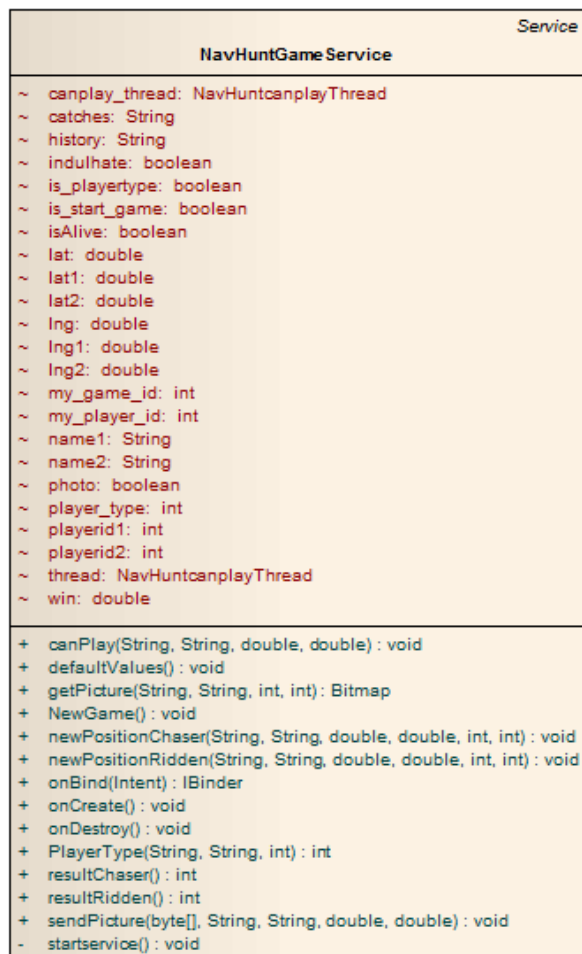 Service
NavHuntGameService
~ canplay_thread: NavHuntcanplayThread
~ catches: String
~ history: String
~ indulhate: boolean
~ is_playertype: boolean
~ is_start_game: boolean
~ isAlive: boolean
~ lat: double
~ lat1: double
~ lat2: double
~ lng: double
~ lng1: double
~ lng2: double
~ my_game_id: int
~ my_player_id: int
~ name1: String
~ name2: String
~ photo: boolean
~ player_type: int
~ playerid1: int
~ playerid2: int
~ thread: NavHuntcanplayThread
~ win: double
+ canPlay(String, String, double, double) : void
+ defaultValues() : void
+ getPicture(String, String, int, int) : Bitmap
+ NewGame() : void
+ newPositionChaser(String, String, double, double, int, int) : void
+ newPositionRidden(String, String, double, double, int, int) : void
+ onBind(Intent) : IBinder
+ onCreate() : void
+ onDestroy() : void
+ PlayerType(String, String, int) : int
+ resultChaser() : int
+ resultRidden() : int
+ sendPicture(byte[], String, String, double, double) : void
- startservice() : void